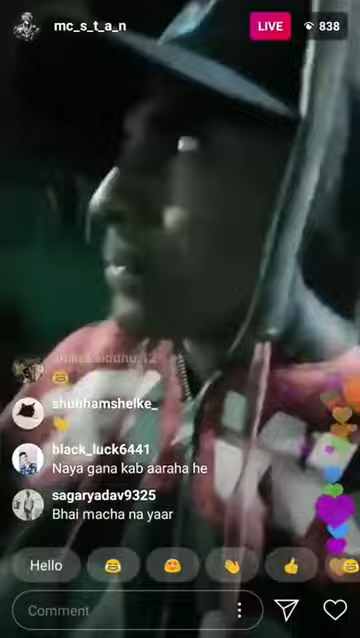 mc_s_t_a_n
LIVE
838
shubhamshelke_
black_luck6441
Naya gana kab aaraha he
sagaryadav9325
Bhai macha na yaar
Hello
Comment